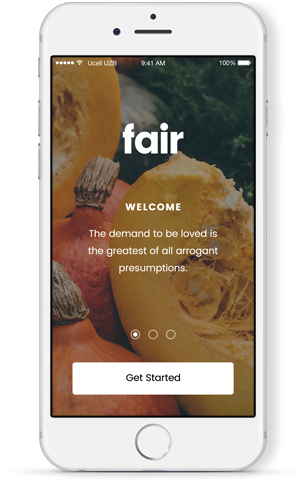 Ucell UZB 9:41 AM 100%
fair
WELCOME
The demand to be loved is
the greatest of all arrogant
presumptions.
Get Started